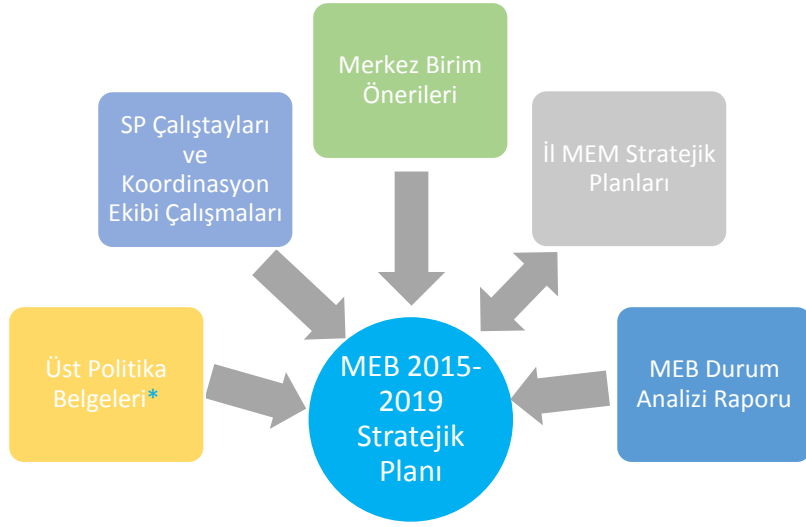 Merkez Birim
Önerileri
SP Çalıştayları
ve
Koordinasyon
Ekibi Çalışmaları
İl MEM Stratejik
Planları
Üst Politika
Belgeleri*
MEB 2015-
2019
Stratejik
Planı
MEB Durum
Analizi Raporu